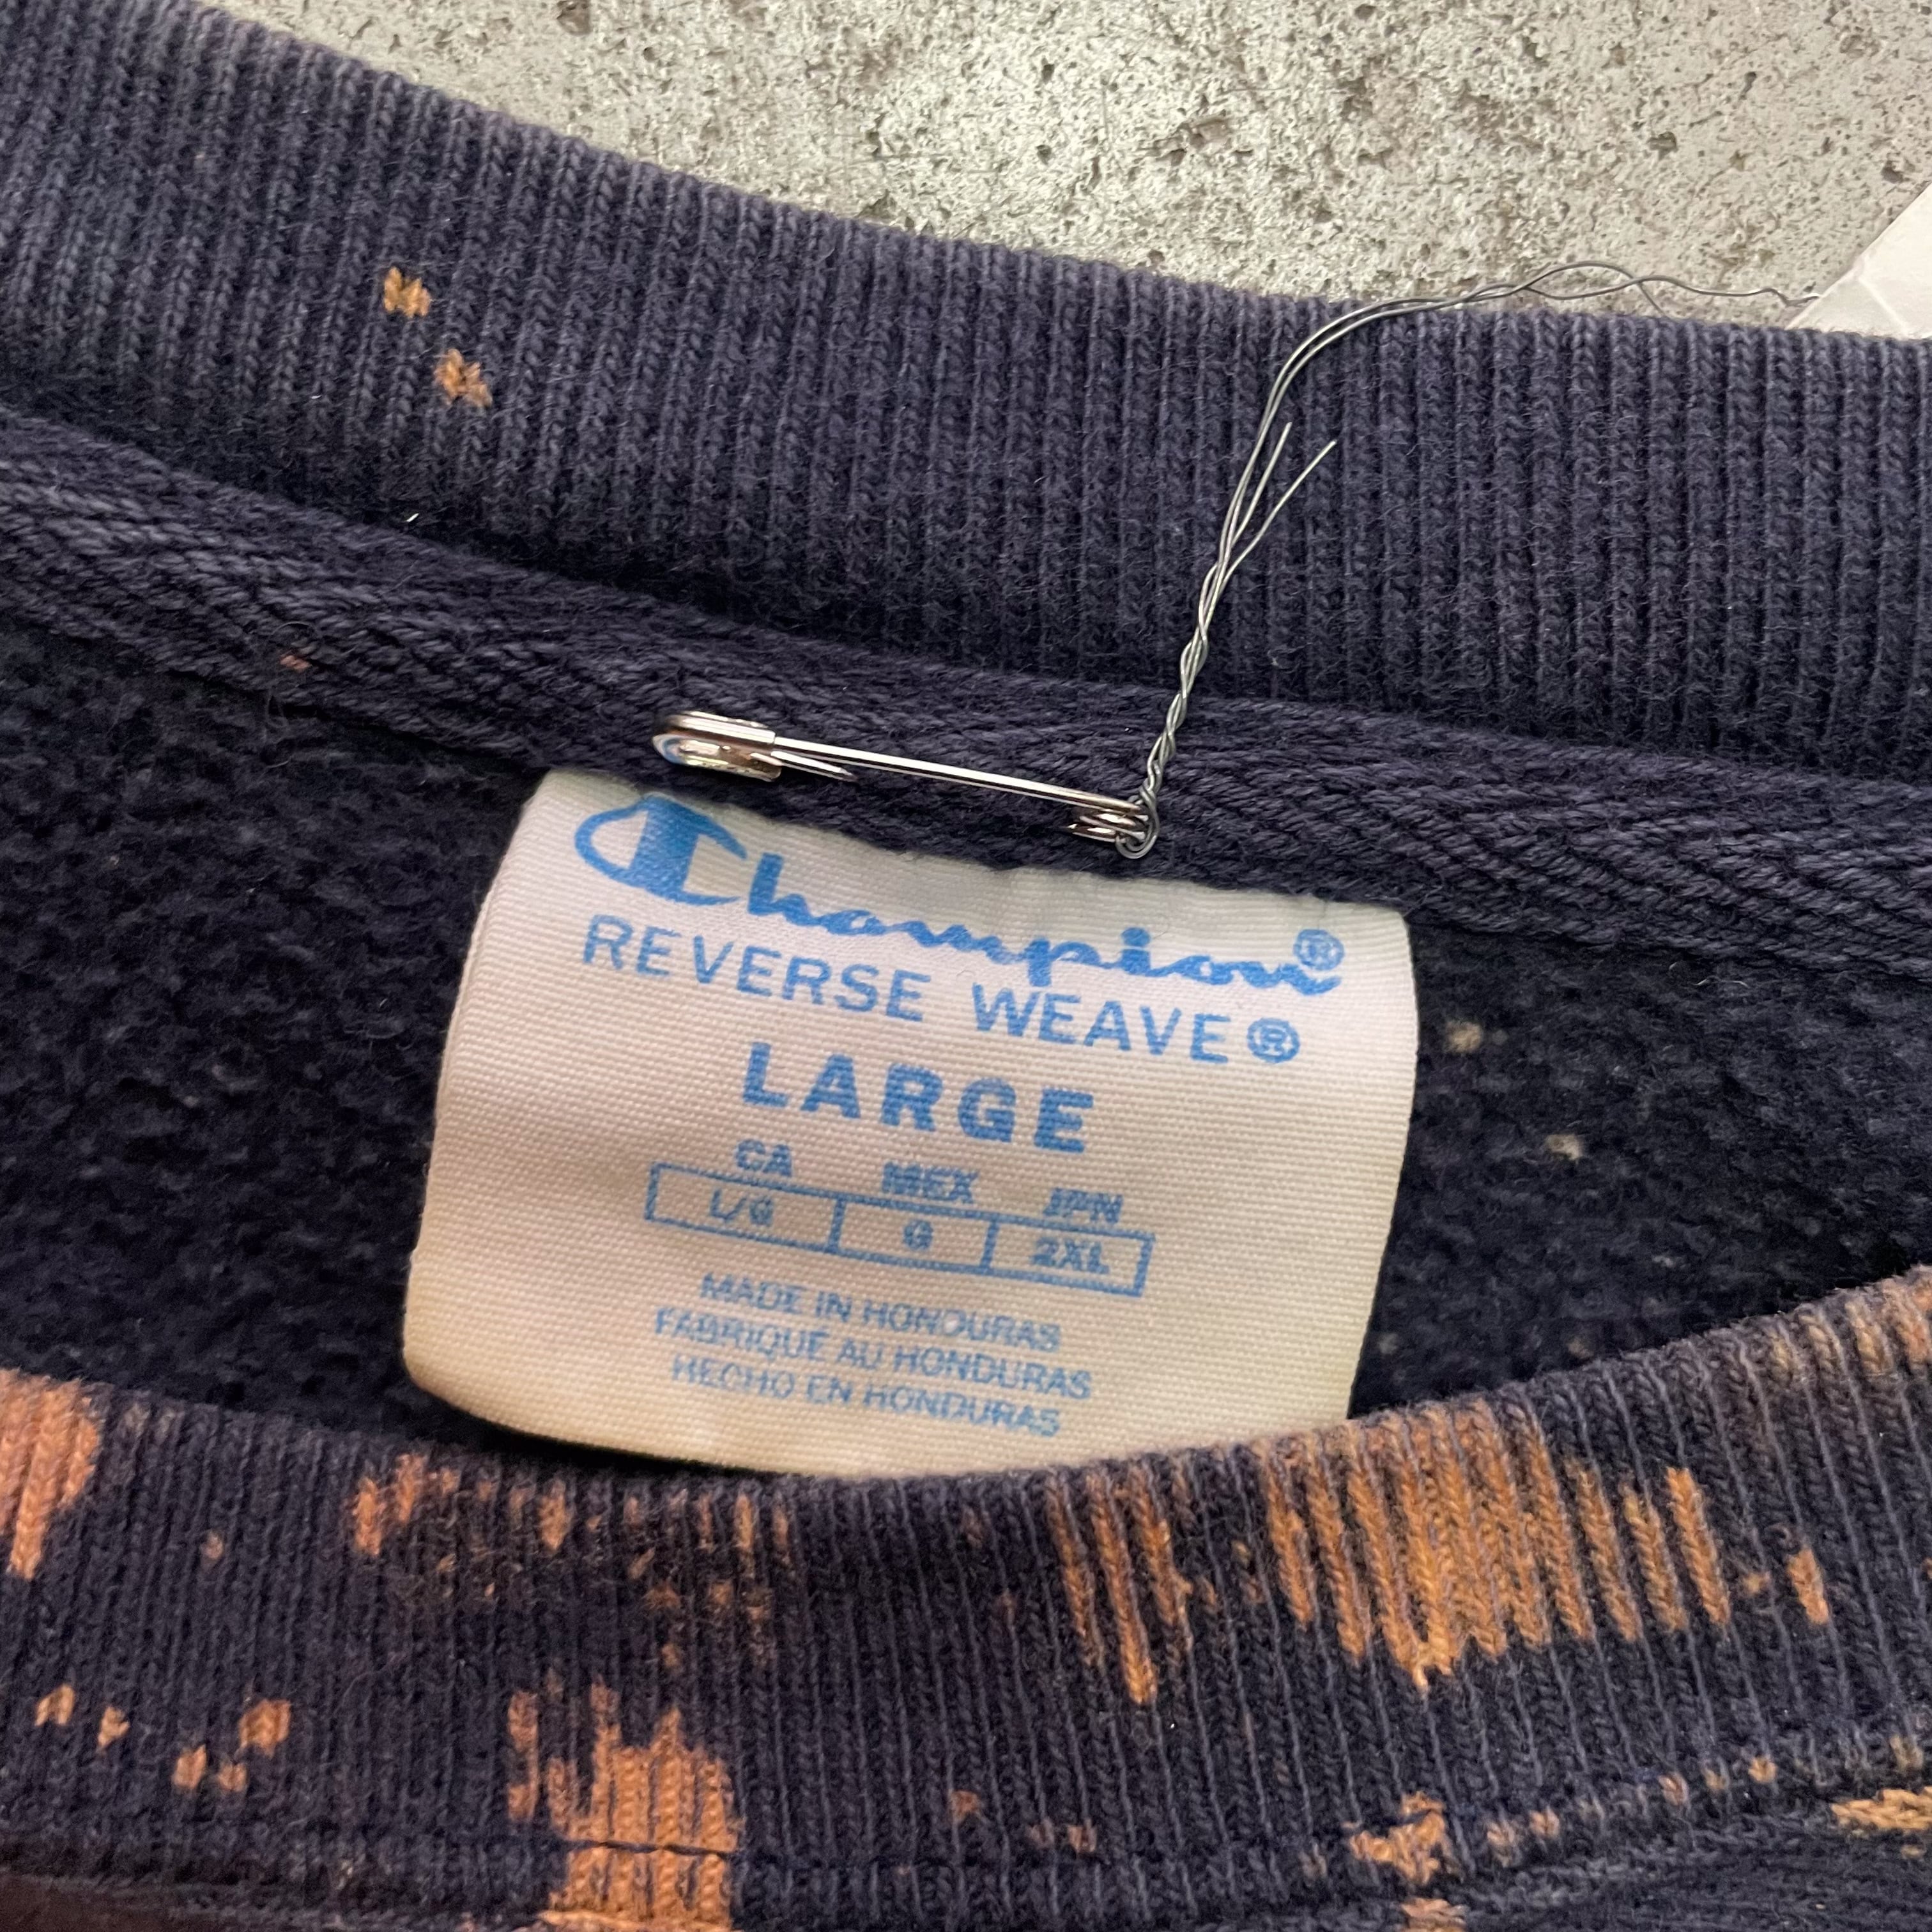 Champion®
REVERSE WEAVE®
LARGE
CA MEX JPN
L/G G 2XL
MADE IN HONDURAS
FABRIQUÉ AU HONDURAS
HECHO EN HONDURAS